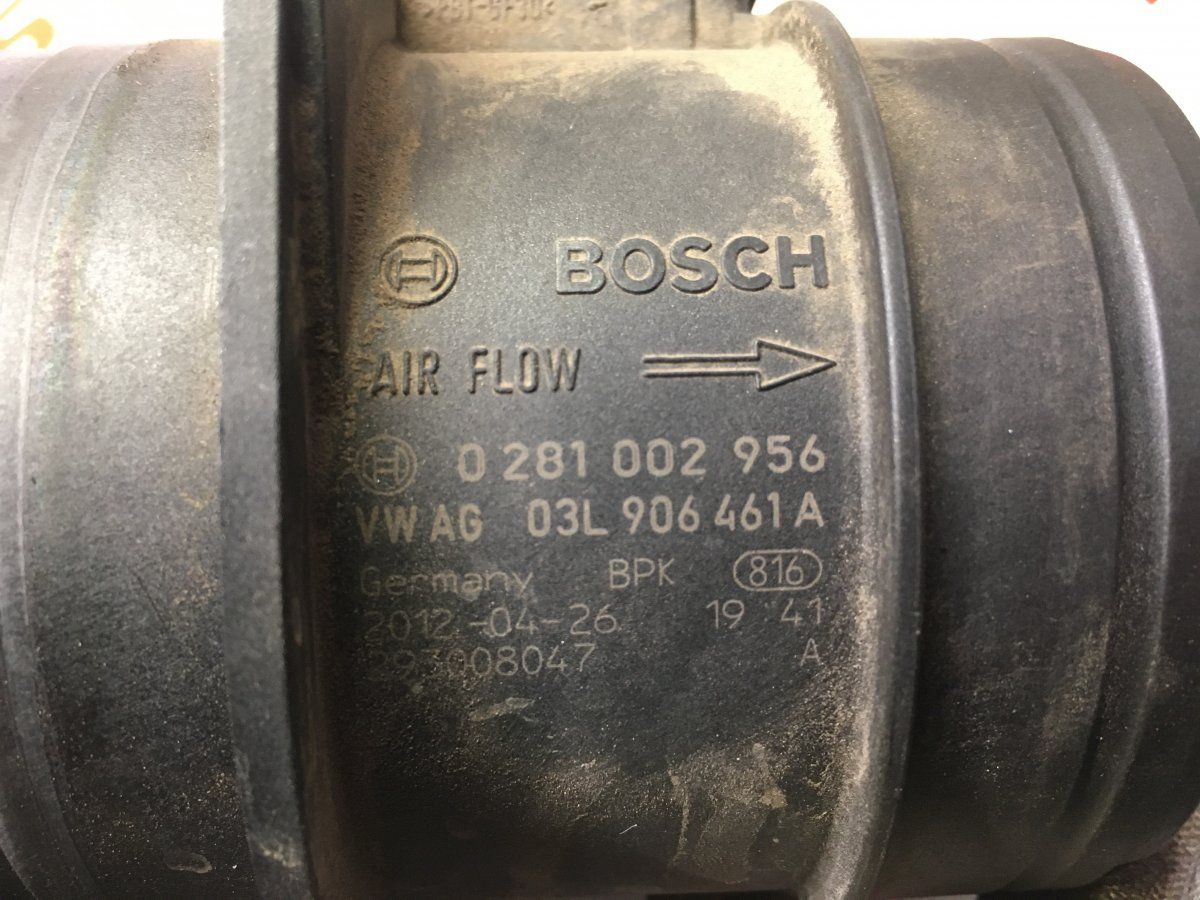 BOSCH
AIR FLOW
0 281 002 956
VW AG 03L 906 461 A
Germany BPK 816
2012-04-26 19 41
293008047 A